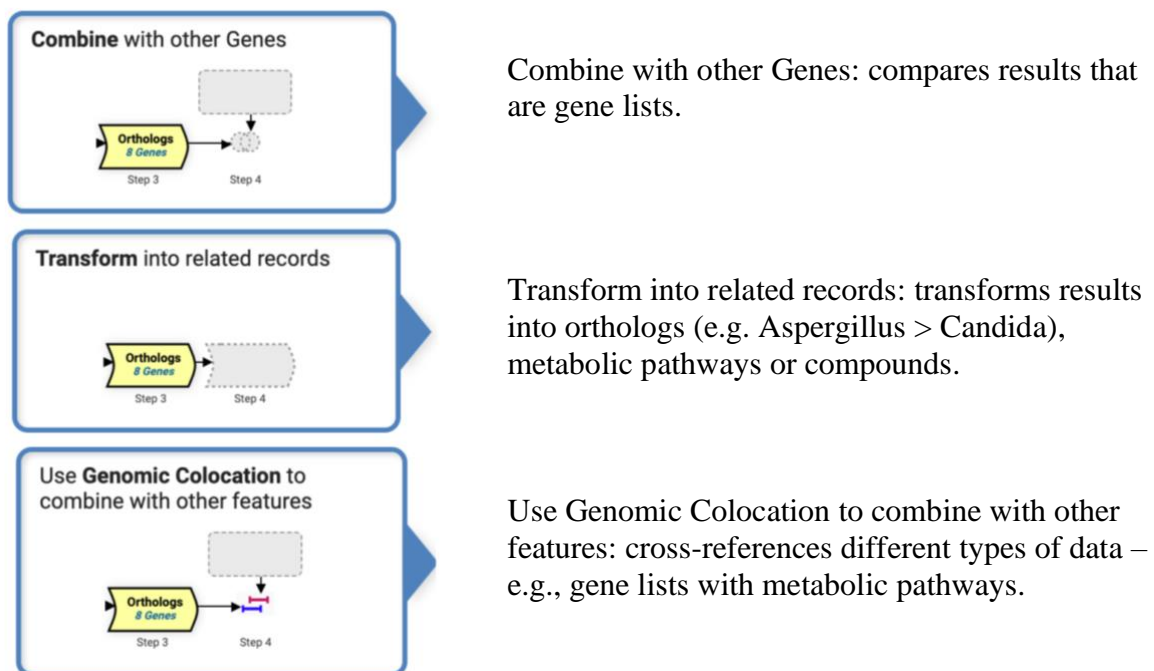 Combine with other Genes
Orthologs
8 Genes
Step 3
Step 4
Combine with other Genes: compares results that
are gene lists.
Transform into related records
Orthologs
8 Genes
Step 3
Step 4
Transform into related records: transforms results
into orthologs (e.g. Aspergillus > Candida),
metabolic pathways or compounds.
Use Genomic Colocation to
combine with other features
Orthologs
8 Genes
Step 3
Step 4
Use Genomic Colocation to combine with other
features: cross-references different types of data –
e.g., gene lists with metabolic pathways.